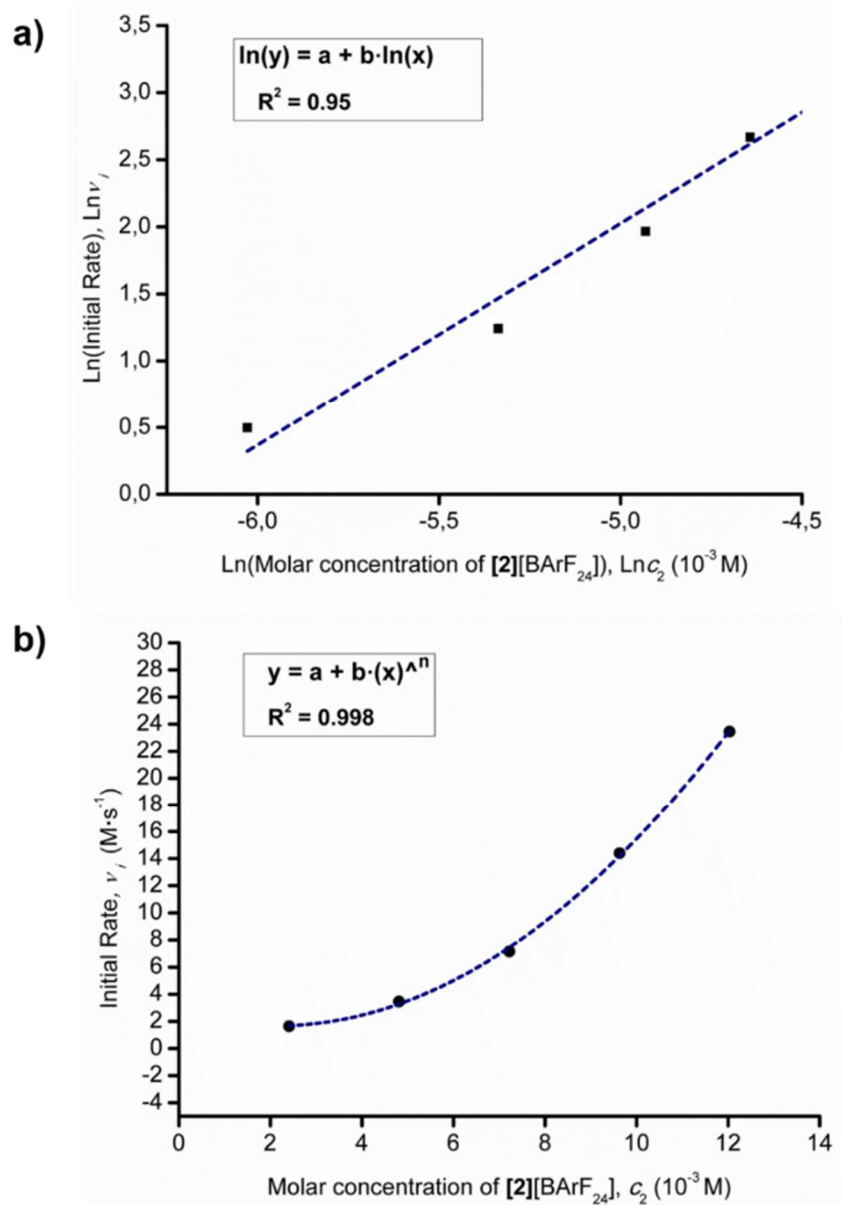 a)
3,5
3,0
2,5
2,0
1,5
1,0
0,5
0,0
Ln(Initial Rate), Lnν i
ln(y) = a + b·ln(x)
R² = 0.95
-6,0 -5,5 -5,0 -4,5
Ln(Molar concentration of [2][BArF₂₄]), Lnc₂ (10⁻³ M)
b)
30
28
26
24
22
20
18
16
14
12
10
8
6
4
2
0
-2
-4
Initial Rate, ν i (M·s⁻¹)
y = a + b·(x)^ⁿ
R² = 0.998
0 2 4 6 8 10 12 14
Molar concentration of [2][BArF₂₄], c₂ (10⁻³ M)